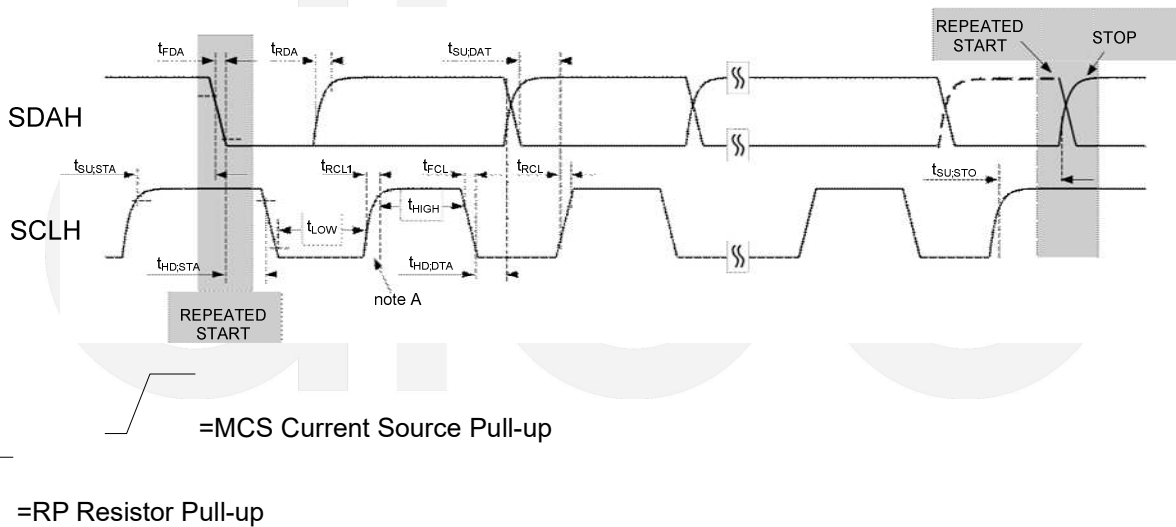 REPEATED
START
STOP
tFDA
tRDA
tSU;DAT
SDAH
tSU;STA
tRCL1
tFCL
tRCL
tSU;STO
tHIGH
SCLH
tLOW
tHD;STA
tHD;DTA
note A
REPEATED
START
=MCS Current Source Pull-up
=RP Resistor Pull-up